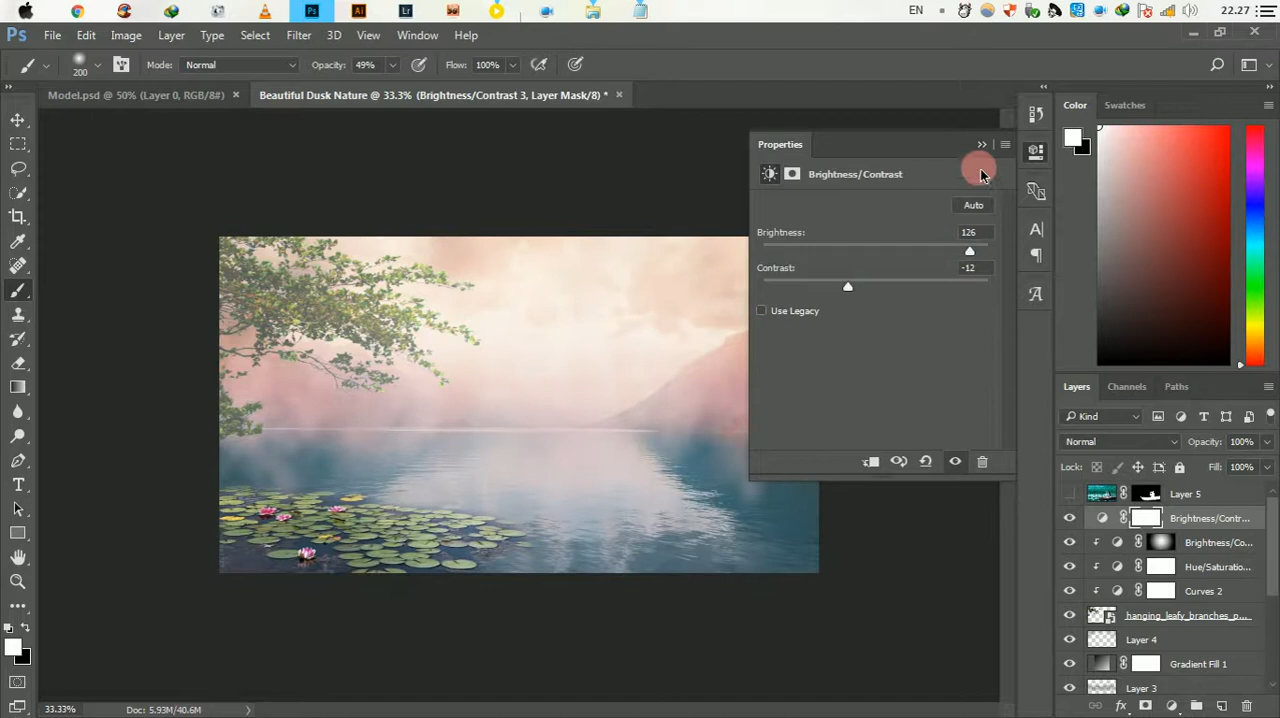 Ps Ai Lr EN 22.27
Ps File Edit Image Layer Type Select Filter 3D View Window Help
200 Mode: Normal Opacity: 49% Flow: 100%
Model.psd @ 50% (Layer 0, RGB/8#) × Beautiful Dusk Nature @ 33.3% (Brightness/Contrast 3, Layer Mask/8) * ×
Color Swatches
Properties
Brightness/Contrast
Auto
Brightness: 126
Contrast: -12
Use Legacy
Layers Channels Paths
Kind
Normal Opacity: 100%
Lock: Fill: 100%
Layer 5
Brightness/Contr...
Brightness/Co...
Hue/Saturatio...
Curves 2
hanging_leafy_branches_p...
Layer 4
Gradient Fill 1
Layer 3
33.33% Doc: 5.93M/40.6M